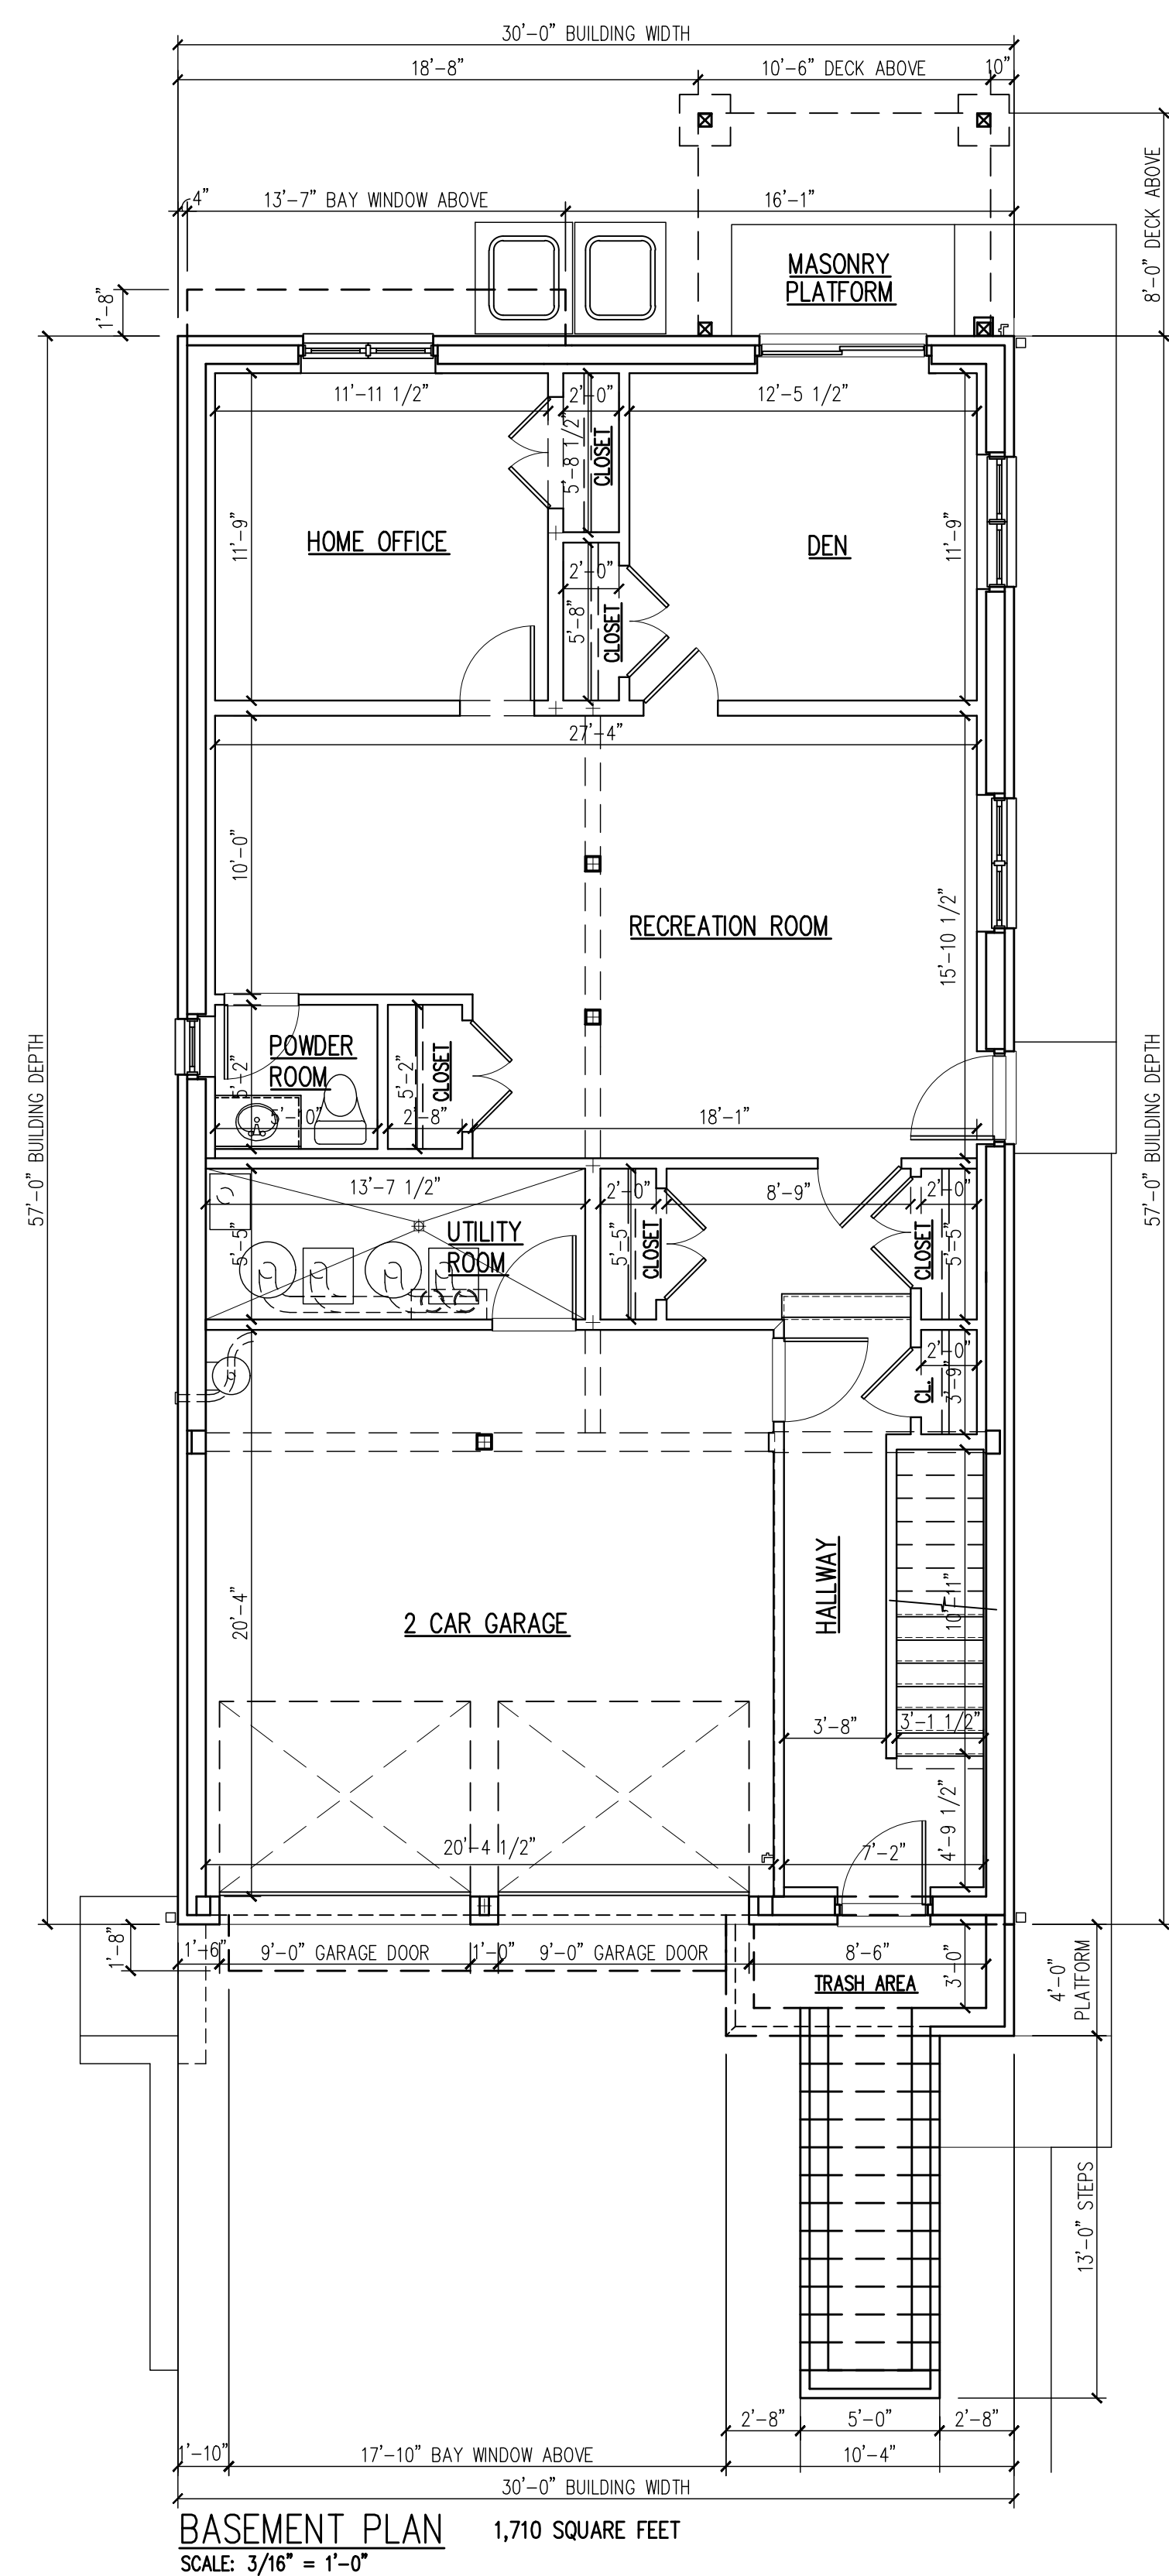 30'-0" BUILDING WIDTH
18'-8"
10'-6" DECK ABOVE
10"
8'-0" DECK ABOVE
4"
13'-7" BAY WINDOW ABOVE
16'-1"
MASONRY
PLATFORM
1'-8"
11'-11 1/2"
2'-0"
12'-5 1/2"
5'-8 1/2"
CLOSET
11'-9"
HOME OFFICE
DEN
11'-9"
2'-0"
5'-8"
CLOSET
27'-4"
10'-0"
RECREATION ROOM
15'-10 1/2"
57'-0" BUILDING DEPTH
57'-0" BUILDING DEPTH
POWDER
ROOM
5'-2"
5'-2"
CLOSET
5'-0"
2'-8"
18'-1"
13'-7 1/2"
2'-0"
8'-9"
2'-0"
UTILITY
ROOM
5'-5"
5'-5"
CLOSET
CLOSET
5'-5"
2'-0"
CL.
3'-9"
HALLWAY
10'-11"
20'-4"
2 CAR GARAGE
3'-8"
3'-1 1/2"
4'-9 1/2"
20'-4 1/2"
7'-2"
1'-8"
1'-6"
9'-0" GARAGE DOOR
1'-0"
9'-0" GARAGE DOOR
8'-6"
3'-0"
TRASH AREA
4'-0"
PLATFORM
13'-0" STEPS
2'-8"
5'-0"
2'-8"
1'-10"
17'-10" BAY WINDOW ABOVE
10'-4"
30'-0" BUILDING WIDTH
BASEMENT PLAN
1,710 SQUARE FEET
SCALE: 3/16" = 1'-0"